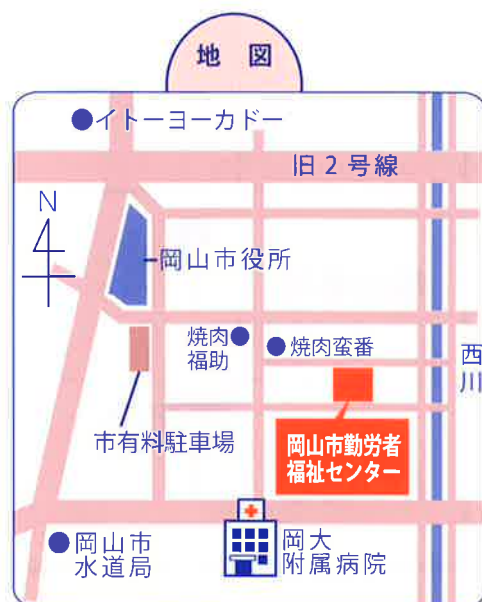 地 図
イトーヨーカドー
旧2号線
N
岡山市役所
焼肉
福助
焼肉蛮番
西
川
市有料駐車場
岡山市勤労者
福祉センター
岡山市
水道局
岡大
附属病院